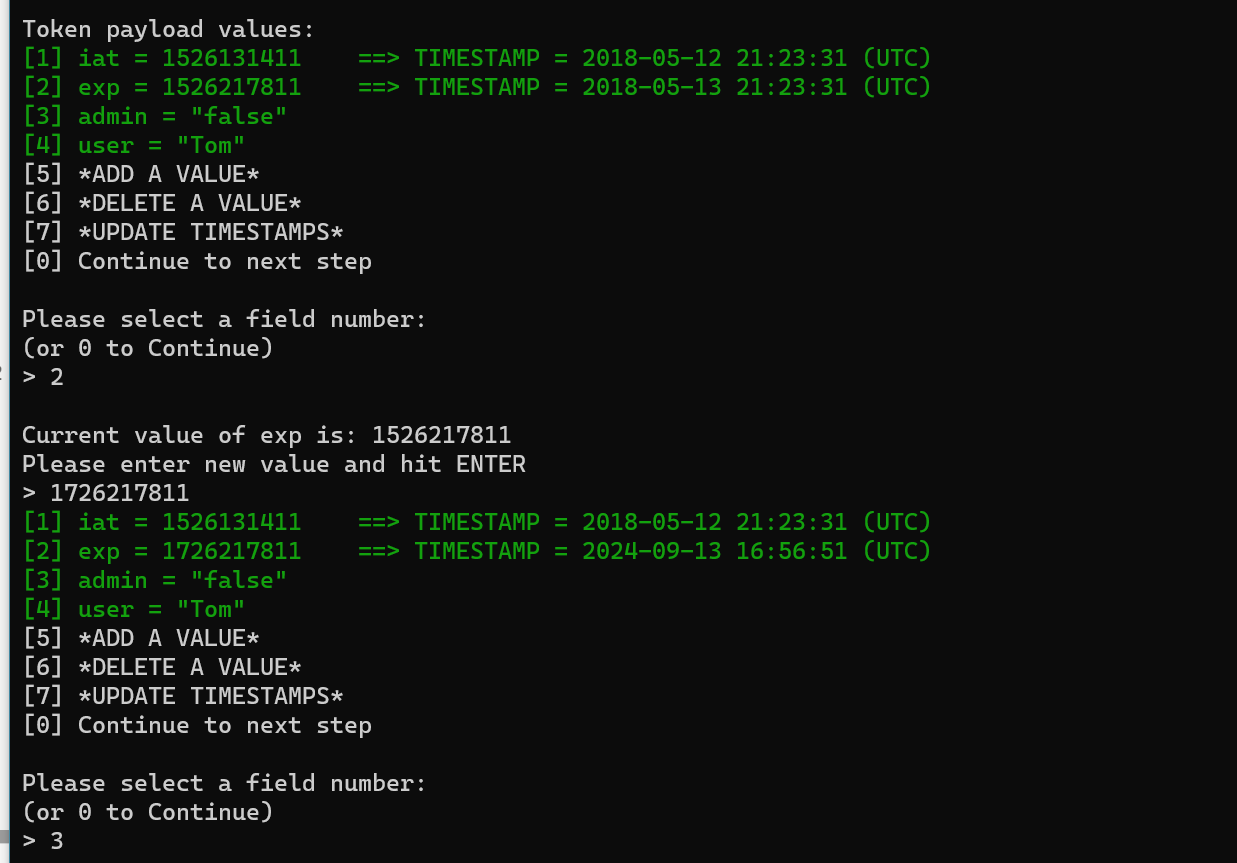 Token payload values:
[1] iat = 1526131411    ==> TIMESTAMP = 2018-05-12 21:23:31 (UTC)
[2] exp = 1526217811    ==> TIMESTAMP = 2018-05-13 21:23:31 (UTC)
[3] admin = "false"
[4] user = "Tom"
[5] *ADD A VALUE*
[6] *DELETE A VALUE*
[7] *UPDATE TIMESTAMPS*
[0] Continue to next step

Please select a field number:
(or 0 to Continue)
> 2

Current value of exp is: 1526217811
Please enter new value and hit ENTER
> 1726217811
[1] iat = 1526131411    ==> TIMESTAMP = 2018-05-12 21:23:31 (UTC)
[2] exp = 1726217811    ==> TIMESTAMP = 2024-09-13 16:56:51 (UTC)
[3] admin = "false"
[4] user = "Tom"
[5] *ADD A VALUE*
[6] *DELETE A VALUE*
[7] *UPDATE TIMESTAMPS*
[0] Continue to next step

Please select a field number:
(or 0 to Continue)
> 3